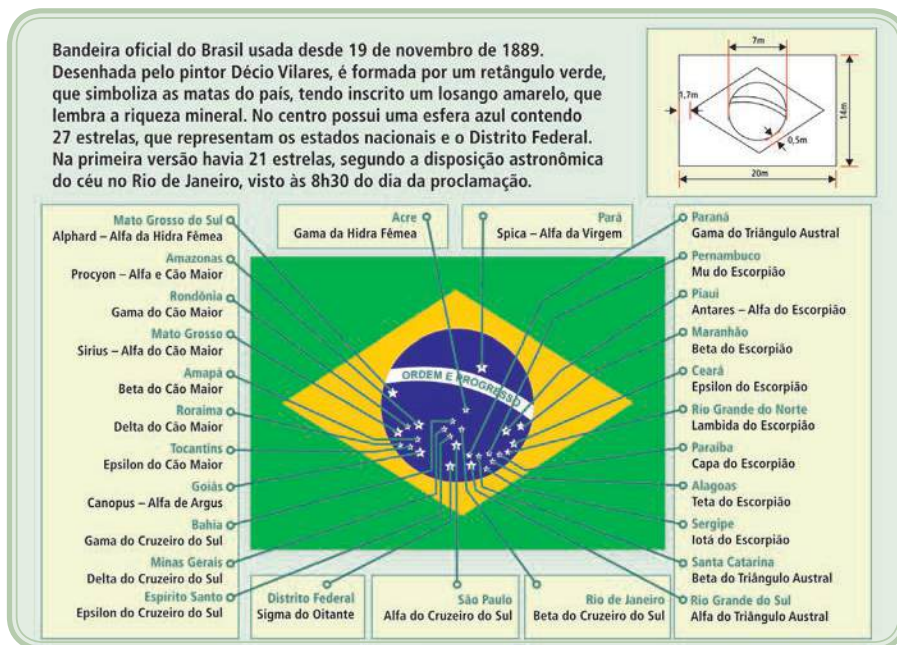 Bandeira oficial do Brasil usada desde 19 de novembro de 1889.
Desenhada pelo pintor Décio Vilares, é formada por um retângulo verde,
que simboliza as matas do país, tendo inscrito um losango amarelo, que
lembra a riqueza mineral. No centro possui uma esfera azul contendo
27 estrelas, que representam os estados nacionais e o Distrito Federal.
Na primeira versão havia 21 estrelas, segundo a disposição astronômica
do céu no Rio de Janeiro, visto às 8h30 do dia da proclamação.
7m
1,7m
14m
0,5m
20m
Mato Grosso do Sul
Alphard – Alfa da Hidra Fêmea
Amazonas
Procyon – Alfa e Cão Maior
Rondônia
Gama do Cão Maior
Mato Grosso
Sirius – Alfa do Cão Maior
Amapá
Beta do Cão Maior
Roraima
Delta do Cão Maior
Tocantins
Epsilon do Cão Maior
Goiás
Canopus – Alfa de Argus
Bahia
Gama do Cruzeiro do Sul
Minas Gerais
Delta do Cruzeiro do Sul
Espírito Santo
Epsilon do Cruzeiro do Sul
Acre
Gama da Hidra Fêmea
Pará
Spica – Alfa da Virgem
ORDEM E PROGRESSO
Distrito Federal
Sigma do Oitante
São Paulo
Alfa do Cruzeiro do Sul
Rio de Janeiro
Beta do Cruzeiro do Sul
Paraná
Gama do Triângulo Austral
Pernambuco
Mu do Escorpião
Piauí
Antares – Alfa do Escorpião
Maranhão
Beta do Escorpião
Ceará
Epsilon do Escorpião
Rio Grande do Norte
Lambida do Escorpião
Paraíba
Capa do Escorpião
Alagoas
Teta do Escorpião
Sergipe
Iotá do Escorpião
Santa Catarina
Beta do Triângulo Austral
Rio Grande do Sul
Alfa do Triângulo Austral